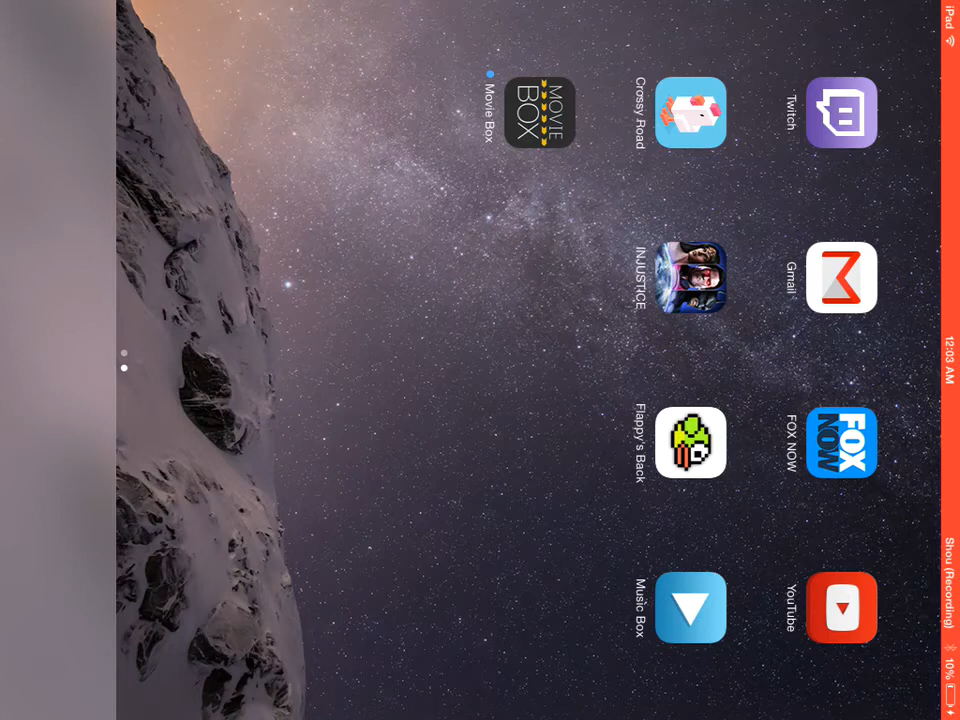 iPad 12:03 AM Shou (Recording) 10%
Twitch Gmail FOX NOW YouTube
FOX
NOW
Crossy Road INJUSTICE Flappy's Back Music Box
MOVIE
BOX
Movie Box